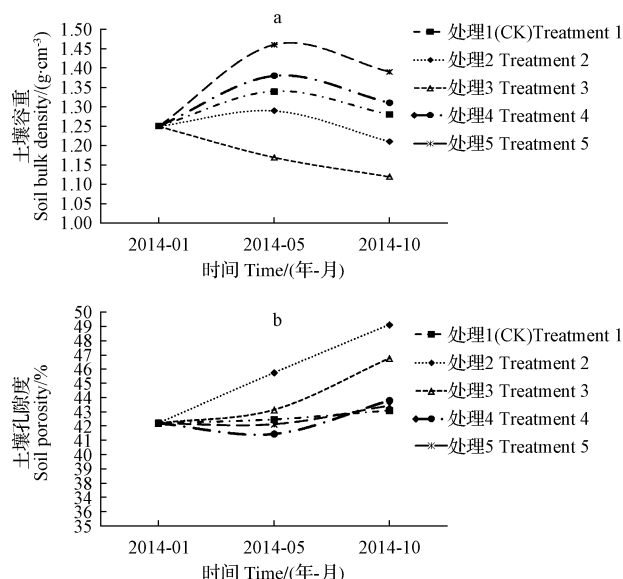 a
1.50
1.45
1.40
1.35
1.30
1.25
1.20
1.15
1.10
1.05
1.00
土壤容重
Soil bulk density/(g·cm⁻³)
2014-01 2014-05 2014-10
时间 Time/(年-月)
处理1(CK)Treatment 1
处理2 Treatment 2
处理3 Treatment 3
处理4 Treatment 4
处理5 Treatment 5
b
50
49
48
47
46
45
44
43
42
41
40
39
38
37
36
35
土壤孔隙度
Soil porosity/%
2014-01 2014-05 2014-10
时间 Time/(年-月)
处理1(CK)Treatment 1
处理2 Treatment 2
处理3 Treatment 3
处理4 Treatment 4
处理5 Treatment 5